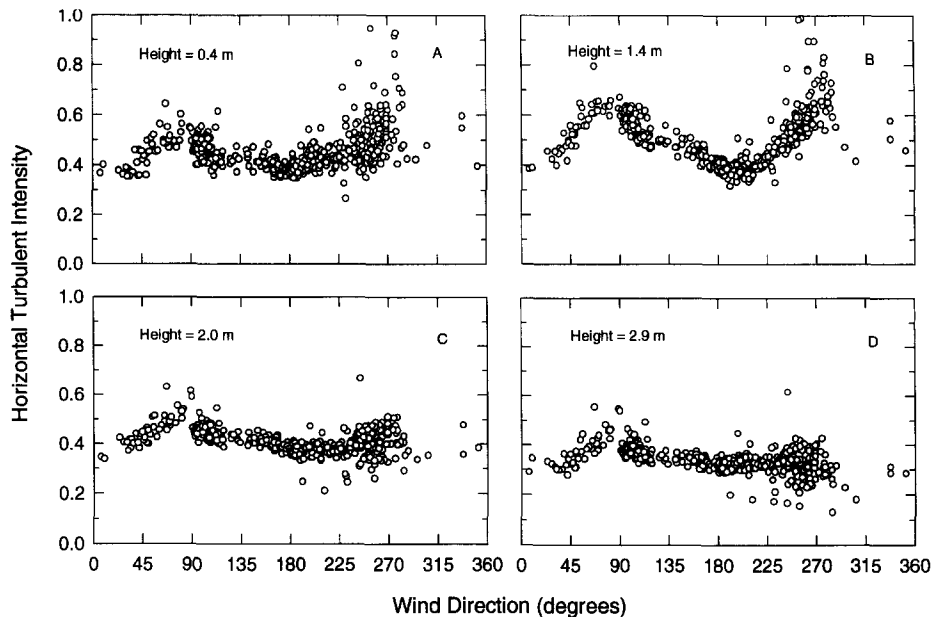 1.0
0.8
0.6
0.4
0.2
0.0
Height = 0.4 m
A
Height = 1.4 m
B
1.0
0.8
0.6
0.4
0.2
0.0
Height = 2.0 m
C
Height = 2.9 m
D
0 45 90 135 180 225 270 315 360
0 45 90 135 180 225 270 315 360
Horizontal Turbulent Intensity
Wind Direction (degrees)